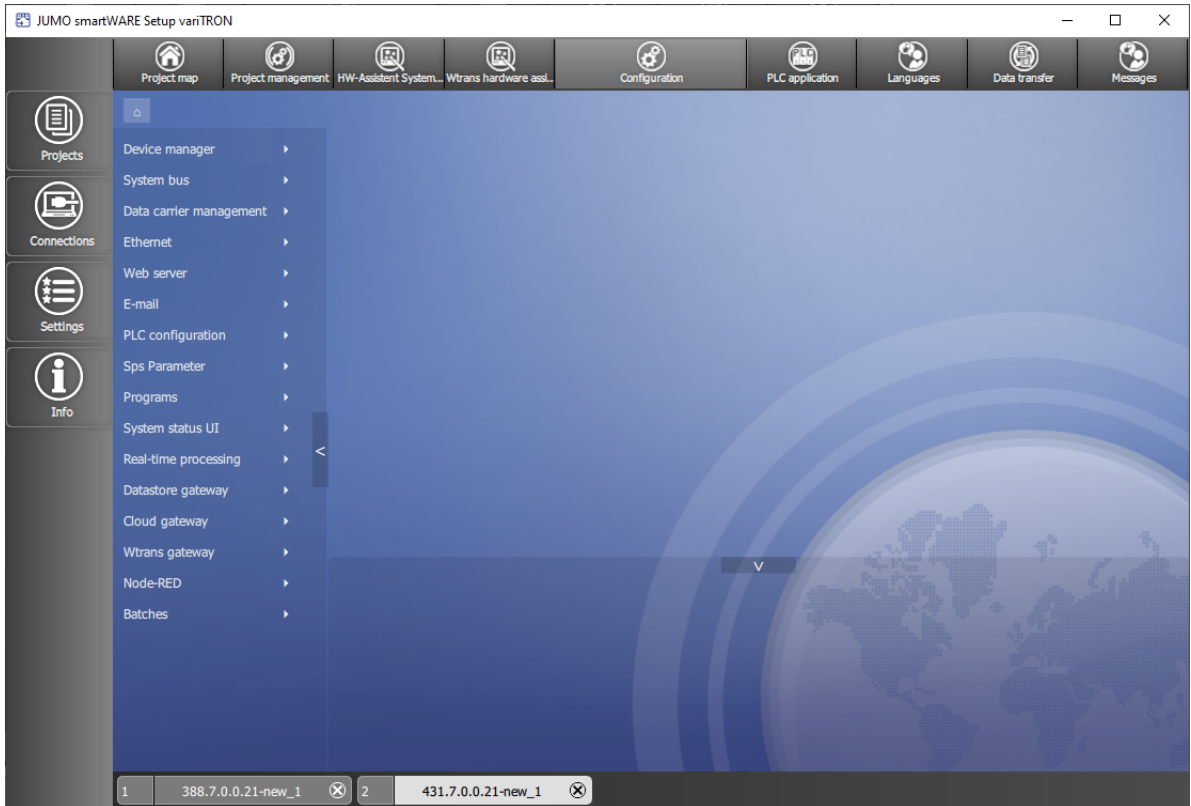 JUMO smartWARE Setup variTRON
Project map
Project management
HW-Assistent System...
Wtrans hardware assi..
Configuration
PLC application
Languages
Data transfer
Messages
Projects
Connections
Settings
Info
Device manager
System bus
Data carrier management
Ethernet
Web server
E-mail
PLC configuration
Sps Parameter
Programs
System status UI
Real-time processing
Datastore gateway
Cloud gateway
Wtrans gateway
Node-RED
Batches
<
V
1 388.7.0.0.21-new_1
2 431.7.0.0.21-new_1